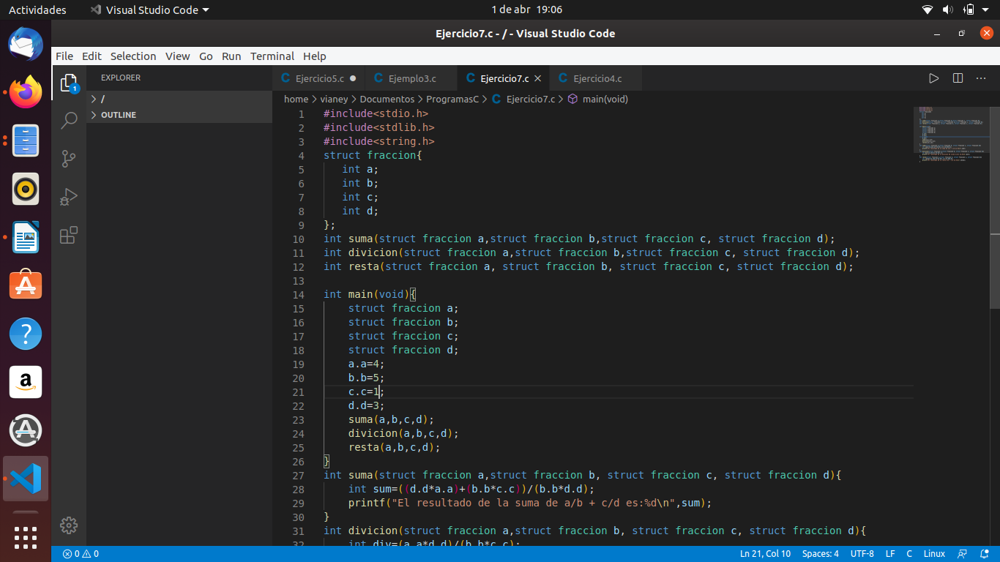 Actividades Visual Studio Code 1 de abr 19:06
Ejercicio7.c - / - Visual Studio Code
File Edit Selection View Go Run Terminal Help
EXPLORER
/
OUTLINE
1
Ejercicio5.c Ejemplo3.c Ejercicio7.c Ejercicio4.c
home > vianey > Documentos > ProgramasC > C Ejercicio7.c > main(void)
1 #include<stdio.h>
2 #include<stdlib.h>
3 #include<string.h>
4 struct fraccion{
5 int a;
6 int b;
7 int c;
8 int d;
9 };
10 int suma(struct fraccion a,struct fraccion b,struct fraccion c, struct fraccion d);
11 int divicion(struct fraccion a,struct fraccion b,struct fraccion c, struct fraccion d);
12 int resta(struct fraccion a, struct fraccion b, struct fraccion c, struct fraccion d);
13
14 int main(void){
15 struct fraccion a;
16 struct fraccion b;
17 struct fraccion c;
18 struct fraccion d;
19 a.a=4;
20 b.b=5;
21 c.c=1;
22 d.d=3;
23 suma(a,b,c,d);
24 divicion(a,b,c,d);
25 resta(a,b,c,d);
26 }
27 int suma(struct fraccion a,struct fraccion b, struct fraccion c, struct fraccion d){
28 int sum=((d.d*a.a)+(b.b*c.c))/(b.b*d.d);
29 printf("El resultado de la suma de a/b + c/d es:%d\n",sum);
30 }
31 int divicion(struct fraccion a,struct fraccion b, struct fraccion c, struct fraccion d){
32 int div=(a.a*d.d)/(b.b*c.c);
0 0 Ln 21, Col 10 Spaces: 4 UTF-8 LF C Linux